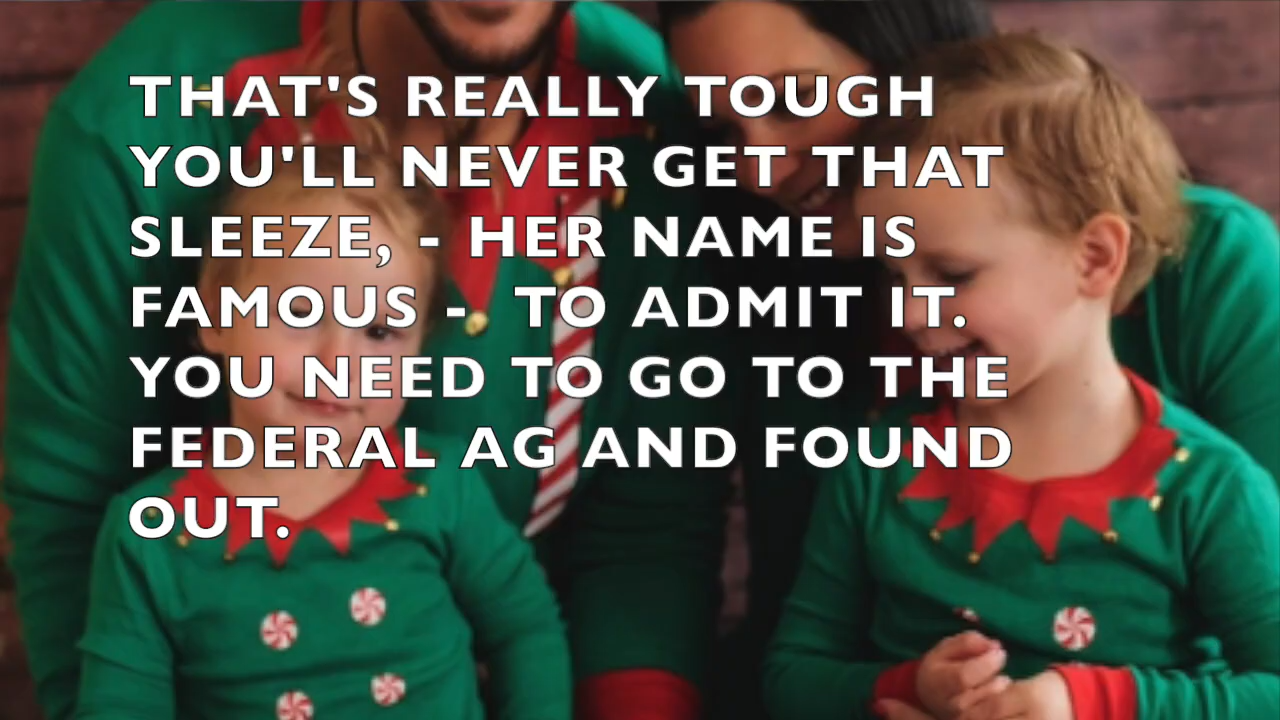 THAT'S REALLY TOUGH
YOU'LL NEVER GET THAT
SLEEZE, - HER NAME IS
FAMOUS - TO ADMIT IT.
YOU NEED TO GO TO THE
FEDERAL AG AND FOUND
OUT.